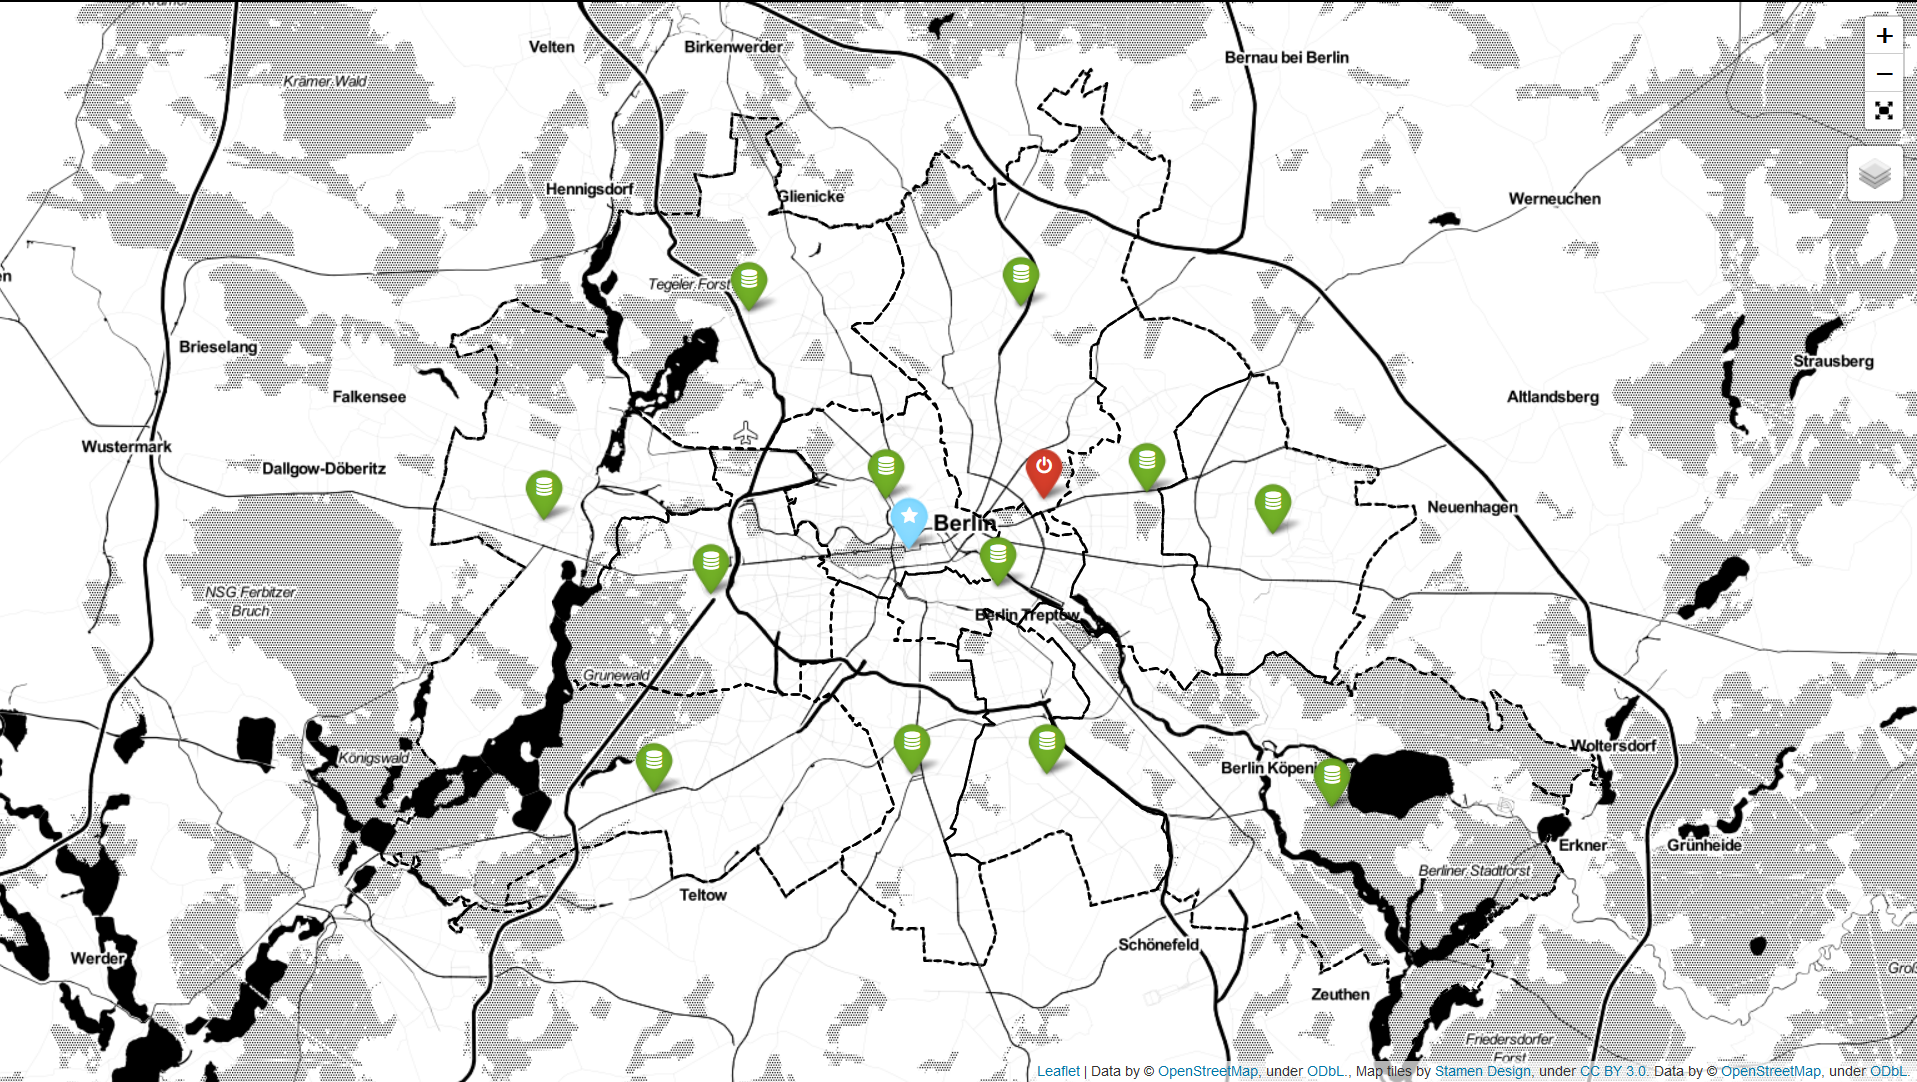 Velten
Birkenwerder
Bernau bei Berlin
Krämer Wald
+
−
Hennigsdorf
Glienicke
Werneuchen
en
Tegeler Forst
Brieselang
Strausberg
Falkensee
Altlandsberg
Wustermark
Dallgow-Döberitz
Neuenhagen
Berlin
NSG Ferbitzer
Bruch
Berlin Treptow
Grunewald
Woltersdorf
Königswald
Berlin Köpeni
Erkner
Grünheide
Berliner Stadtforst
Teltow
Schönefeld
Werder
Groß
Zeuthen
Friedersdorfer
Forst
Leaflet | Data by © OpenStreetMap, under ODbL., Map tiles by Stamen Design, under CC BY 3.0. Data by © OpenStreetMap, under ODbL.